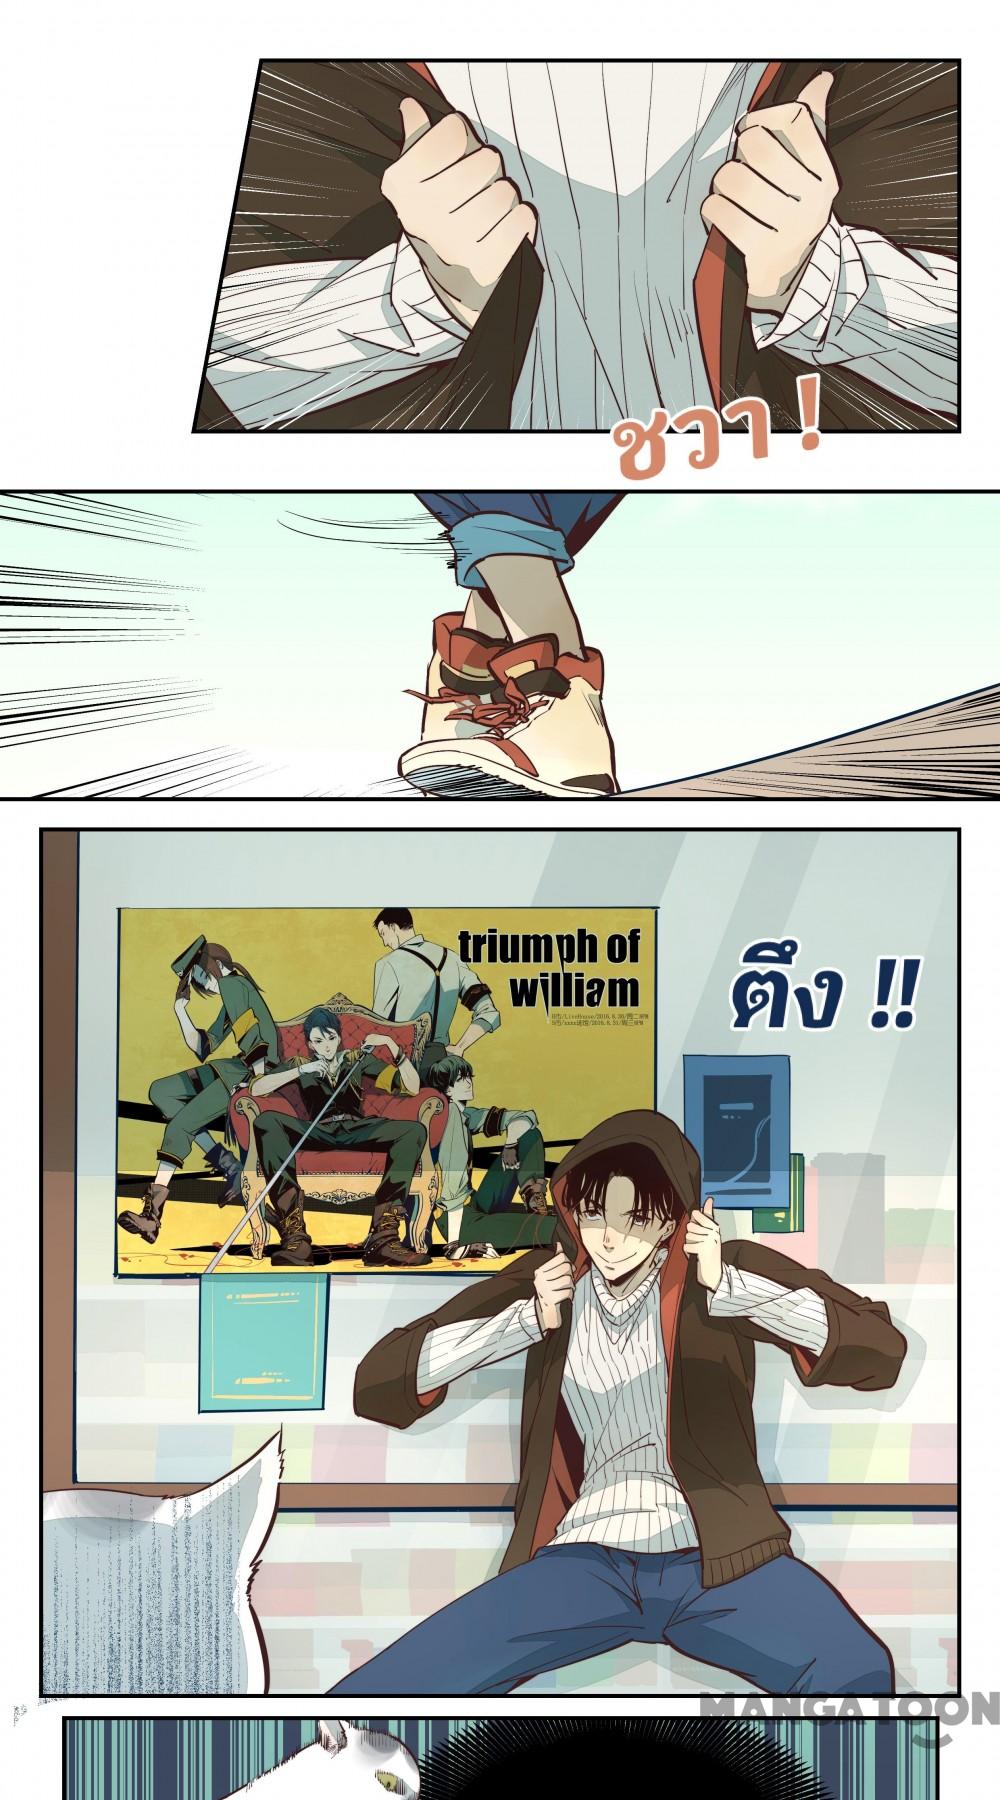 ชวา !
triumph of
william
ตึง !!
MANGATOON